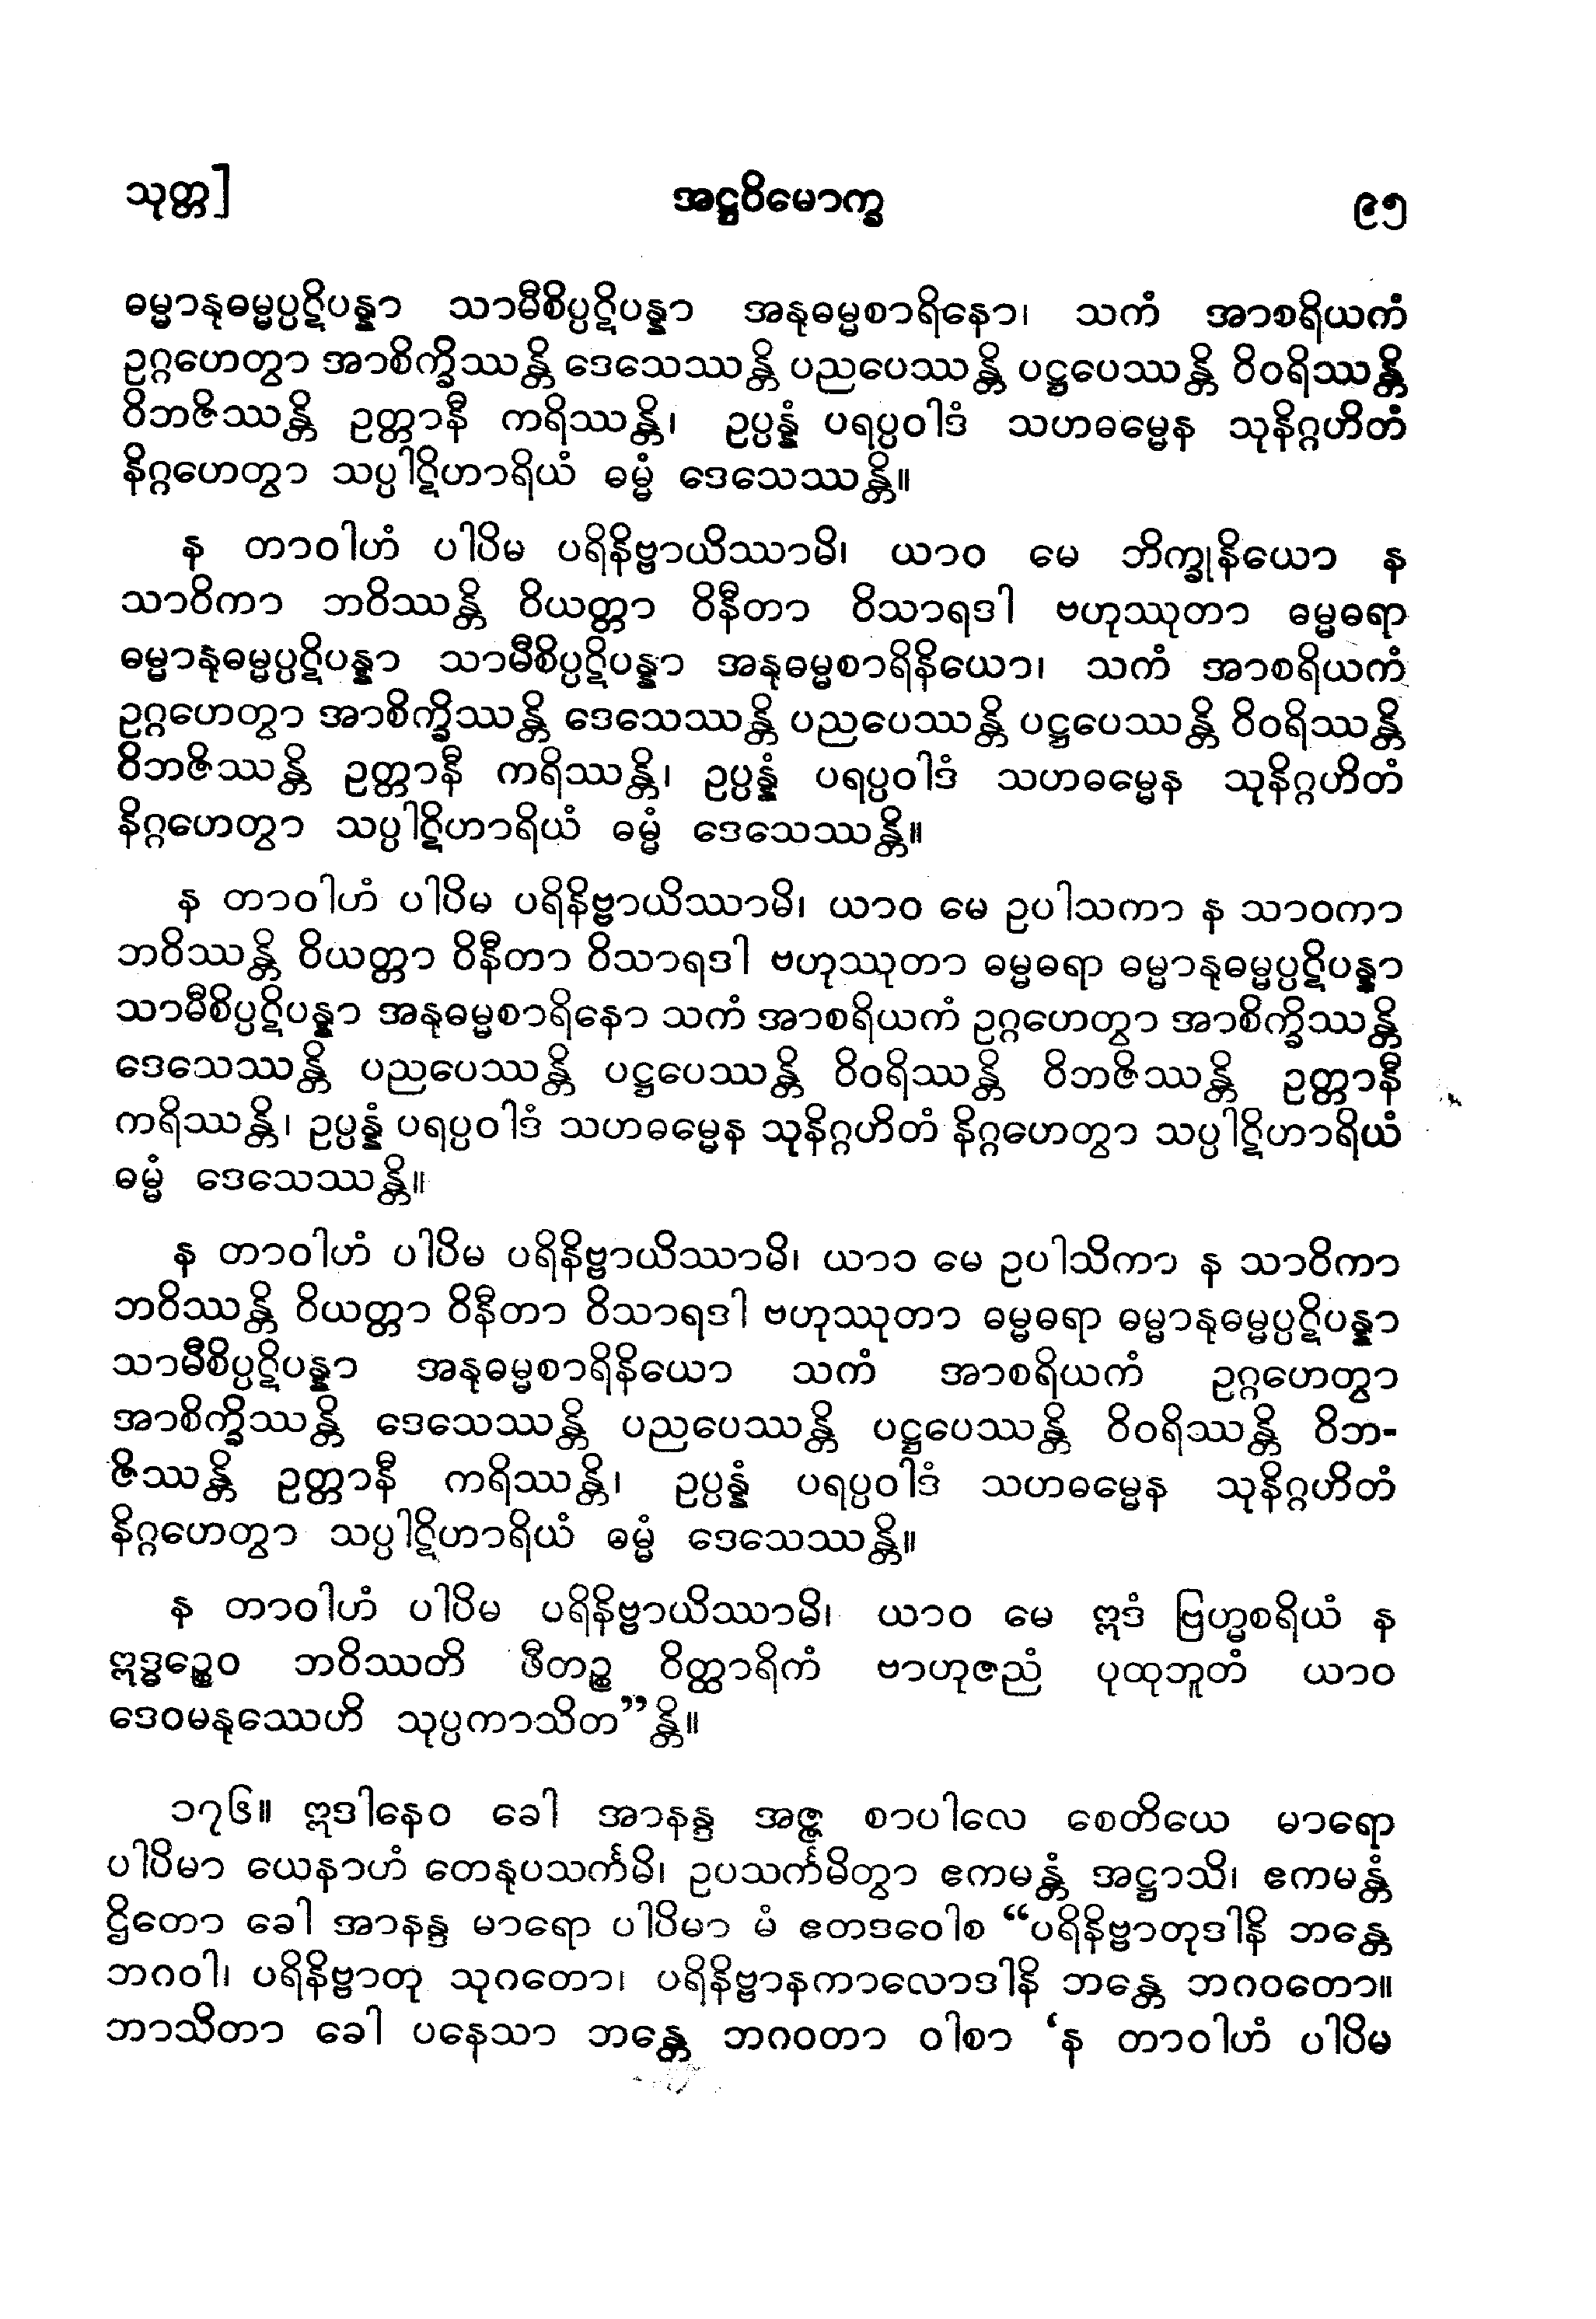 သုတ္တ]
အဋ္ဌဝိမောက္ခ
၉၅
ဓမ္မာနုဓမ္မပ္ပဋိပန္နာ သာမီစိပ္ပဋိပန္နာ အနုဓမ္မစာရိနော၊ သကံ အာစရိယကံ
ဥဂ္ဂဟေတွာ အာစိက္ခိဿန္တိ ဒေသေဿန္တိ ပညပေဿန္တိ ပဋ္ဌပေဿန္တိ ဝိဝရိဿန္တိ
ဝိဘဇိဿန္တိ ဥတ္တာနီ ကရိဿန္တိ၊ ဥပ္ပန္နံ ပရပ္ပဝါဒံ သဟဓမ္မေန သုနိဂ္ဂဟိတံ
နိဂ္ဂဟေတွာ သပ္ပါဋိဟာရိယံ ဓမ္မံ ဒေသေဿန္တိ။
န တာဝါဟံ ပါပိမ ပရိနိဗ္ဗာယိဿာမိ၊ ယာဝ မေ ဘိက္ခုနိယော န
သာဝိကာ ဘဝိဿန္တိ ဝိယတ္တာ ဝိနီတာ ဝိသာရဒါ ဗဟုဿုတာ ဓမ္မဓရာ
ဓမ္မာနုဓမ္မပ္ပဋိပန္နာ သာမီစိပ္ပဋိပန္နာ အနုဓမ္မစာရိနိယော၊ သကံ အာစရိယကံ
ဥဂ္ဂဟေတွာ အာစိက္ခိဿန္တိ ဒေသေဿန္တိ ပညပေဿန္တိ ပဋ္ဌပေဿန္တိ ဝိဝရိဿန္တိ
ဝိဘဇိဿန္တိ ဥတ္တာနီ ကရိဿန္တိ၊ ဥပ္ပန္နံ ပရပ္ပဝါဒံ သဟဓမ္မေန သုနိဂ္ဂဟိတံ
နိဂ္ဂဟေတွာ သပ္ပါဋိဟာရိယံ ဓမ္မံ ဒေသေဿန္တိ။
န တာဝါဟံ ပါပိမ ပရိနိဗ္ဗာယိဿာမိ၊ ယာဝ မေ ဥပါသကာ န သာဝကာ
ဘဝိဿန္တိ ဝိယတ္တာ ဝိနီတာ ဝိသာရဒါ ဗဟုဿုတာ ဓမ္မဓရာ ဓမ္မာနုဓမ္မပ္ပဋိပန္နာ
သာမီစိပ္ပဋိပန္နာ အနုဓမ္မစာရိနော သကံ အာစရိယကံ ဥဂ္ဂဟေတွာ အာစိက္ခိဿန္တိ
ဒေသေဿန္တိ ပညပေဿန္တိ ပဋ္ဌပေဿန္တိ ဝိဝရိဿန္တိ ဝိဘဇိဿန္တိ ဥတ္တာနီ
ကရိဿန္တိ၊ ဥပ္ပန္နံ ပရပ္ပဝါဒံ သဟဓမ္မေန သုနိဂ္ဂဟိတံ နိဂ္ဂဟေတွာ သပ္ပါဋိဟာရိယံ
ဓမ္မံ ဒေသေဿန္တိ။
န တာဝါဟံ ပါပိမ ပရိနိဗ္ဗာယိဿာမိ၊ ယာဝ မေ ဥပါသိကာ န သာဝိကာ
ဘဝိဿန္တိ ဝိယတ္တာ ဝိနီတာ ဝိသာရဒါ ဗဟုဿုတာ ဓမ္မဓရာ ဓမ္မာနုဓမ္မပ္ပဋိပန္နာ
သာမီစိပ္ပဋိပန္နာ အနုဓမ္မစာရိနိယော သကံ အာစရိယကံ ဥဂ္ဂဟေတွာ
အာစိက္ခိဿန္တိ ဒေသေဿန္တိ ပညပေဿန္တိ ပဋ္ဌပေဿန္တိ ဝိဝရိဿန္တိ ဝိဘ-
ဇိဿန္တိ ဥတ္တာနီ ကရိဿန္တိ၊ ဥပ္ပန္နံ ပရပ္ပဝါဒံ သဟဓမ္မေန သုနိဂ္ဂဟိတံ
နိဂ္ဂဟေတွာ သပ္ပါဋိဟာရိယံ ဓမ္မံ ဒေသေဿန္တိ။
န တာဝါဟံ ပါပိမ ပရိနိဗ္ဗာယိဿာမိ၊ ယာဝ မေ ဣဒံ ဗြဟ္မစရိယံ န
ဣဒ္ဓဉ္စေဝ ဘဝိဿတိ ဖီတဉ္စ ဝိတ္ထာရိကံ ဗာဟုဇညံ ပုထုဘူတံ ယာဝ
ဒေဝမနုဿေဟိ သုပ္ပကာသိတ”န္တိ။
၁၇၆။ ဣဒါနေဝ ခေါ အာနန္ဒ အဇ္ဇ စာပါလေ စေတိယေ မာရော
ပါပိမာ ယေနာဟံ တေနုပသင်္ကမိ၊ ဥပသင်္ကမိတွာ ဧကမန္တံ အဋ္ဌာသိ၊ ဧကမန္တံ
ဌိတော ခေါ အာနန္ဒ မာရော ပါပိမာ မံ ဧတဒဝေါစ “ပရိနိဗ္ဗာတုဒါနိ ဘန္တေ
ဘဂဝါ၊ ပရိနိဗ္ဗာတု သုဂတော၊ ပရိနိဗ္ဗာနကာလောဒါနိ ဘန္တေ ဘဂဝတော။
ဘာသိတာ ခေါ ပနေသာ ဘန္တေ ဘဂဝတာ ဝါစာ ‘န တာဝါဟံ ပါပိမ